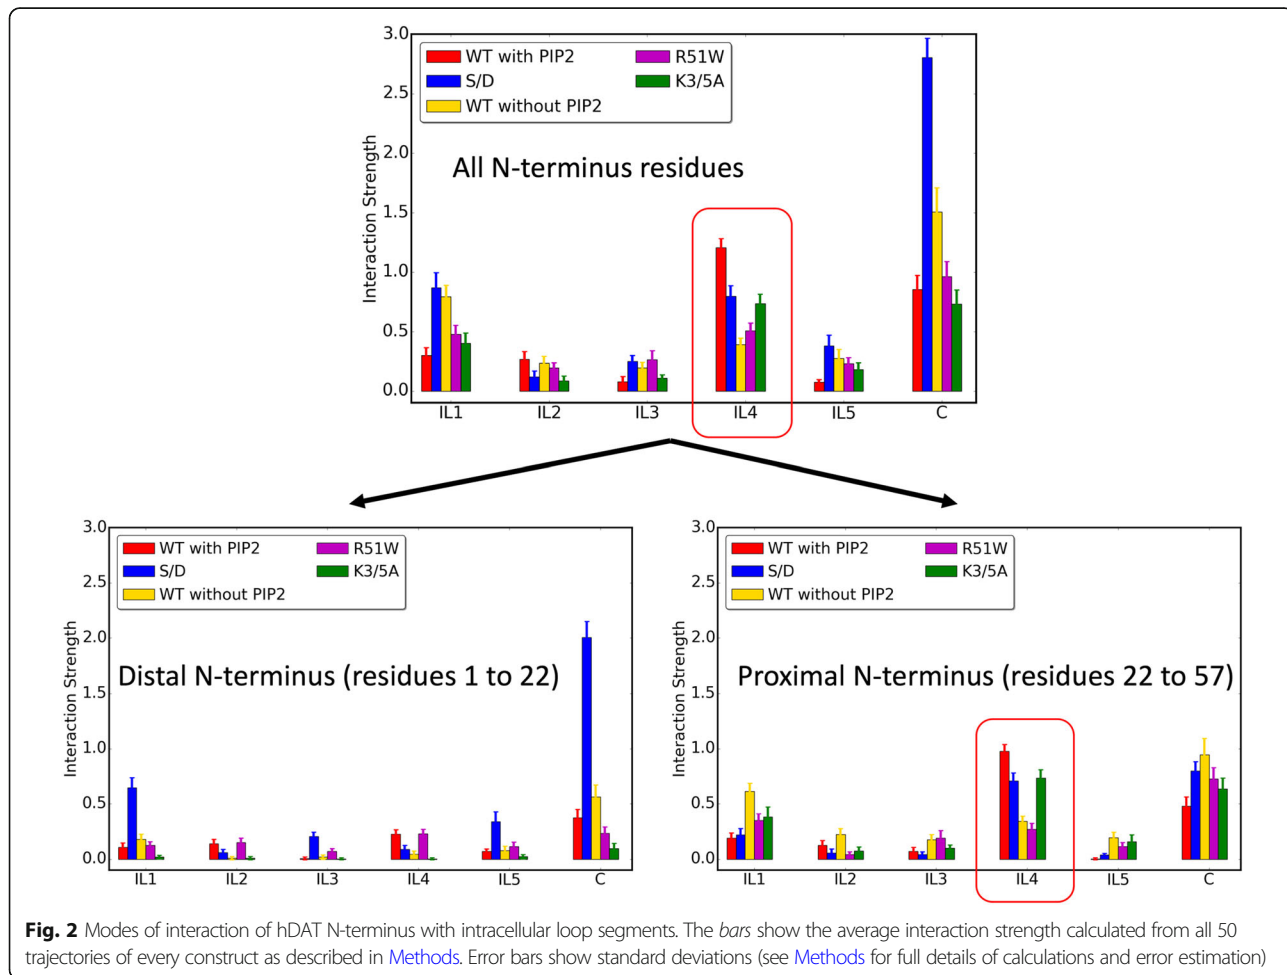 3.0
2.5
2.0
1.5
1.0
0.5
0.0
Interaction Strength
WT with PIP2
S/D
WT without PIP2
R51W
K3/5A
All N-terminus residues
IL1 IL2 IL3 IL4 IL5 C
3.0
2.5
2.0
1.5
1.0
0.5
0.0
Interaction Strength
WT with PIP2
S/D
WT without PIP2
R51W
K3/5A
Distal N-terminus (residues 1 to 22)
IL1 IL2 IL3 IL4 IL5 C
3.0
2.5
2.0
1.5
1.0
0.5
0.0
Interaction Strength
WT with PIP2
S/D
WT without PIP2
R51W
K3/5A
Proximal N-terminus (residues 22 to 57)
IL1 IL2 IL3 IL4 IL5 C
Fig. 2 Modes of interaction of hDAT N-terminus with intracellular loop segments. The bars show the average interaction strength calculated from all 50
trajectories of every construct as described in Methods. Error bars show standard deviations (see Methods for full details of calculations and error estimation)